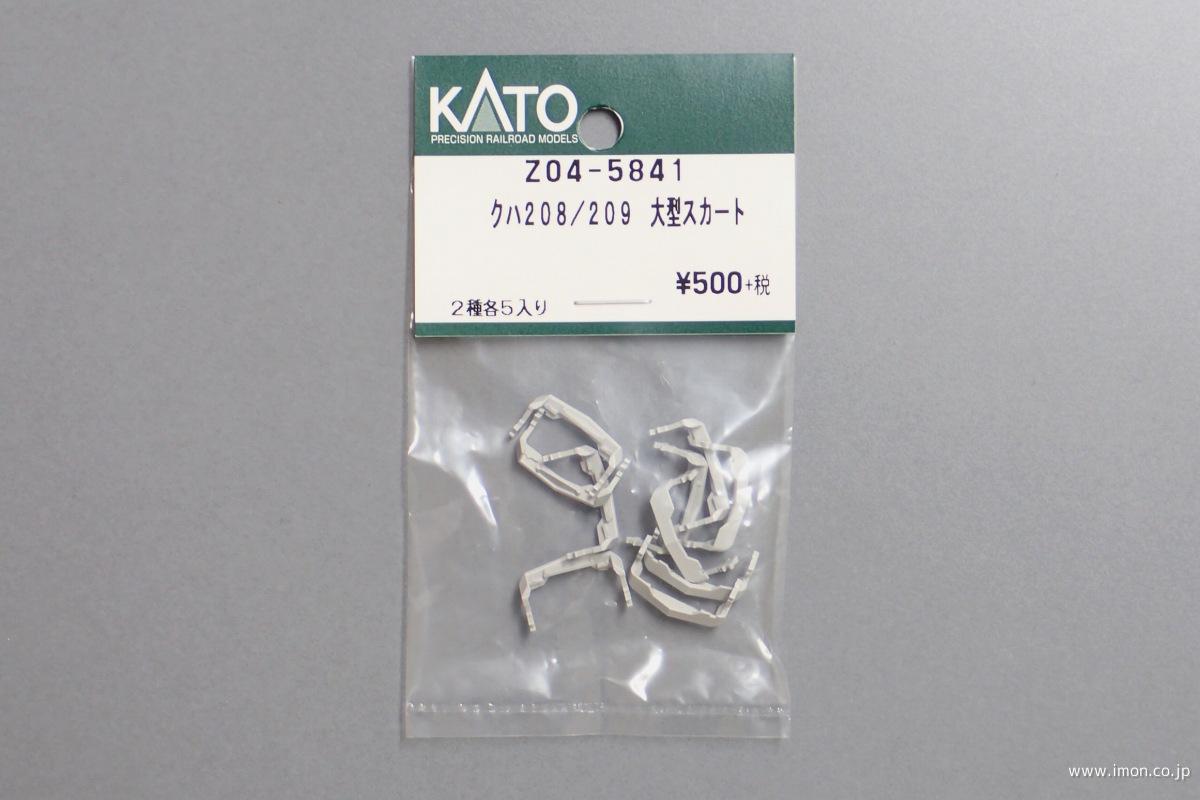 KATO
PRECISION RAILROAD MODELS
Z04-5841
クハ208/209 大型スカート
¥500+税
2種各5入り
www.imon.co.jp